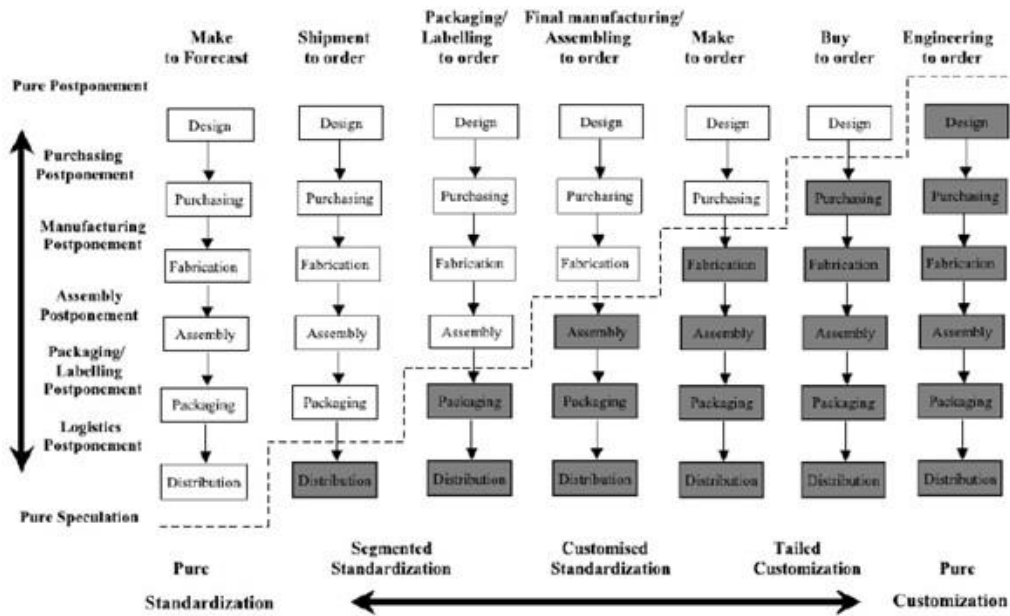 Make
to Forecast
Shipment
to order
Packaging/
Labelling
to order
Final manufacturing/
Assembling
to order
Make
to order
Buy
to order
Engineering
to order
Pure Postponement
Purchasing
Postponement
Manufacturing
Postponement
Assembly
Postponement
Packaging/
Labelling
Postponement
Logistics
Postponement
Pure Speculation
Design
Purchasing
Fabrication
Assembly
Packaging
Distribution
Design
Purchasing
Fabrication
Assembly
Packaging
Distribution
Design
Purchasing
Fabrication
Assembly
Packaging
Distribution
Design
Purchasing
Fabrication
Assembly
Packaging
Distribution
Design
Purchasing
Fabrication
Assembly
Packaging
Distribution
Design
Purchasing
Fabrication
Assembly
Packaging
Distribution
Design
Purchasing
Fabrication
Assembly
Packaging
Distribution
Pure
Standardization
Segmented
Standardization
Customised
Standardization
Tailed
Customization
Pure
Customization